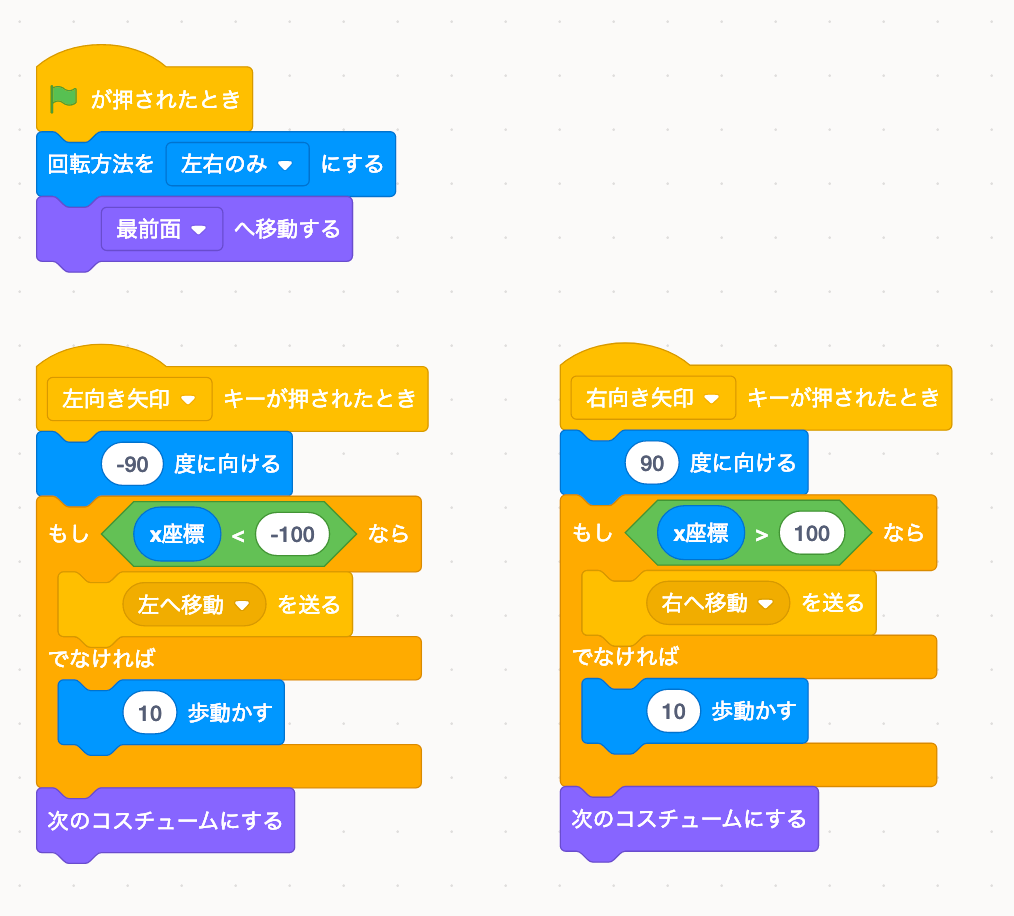 が押されたとき
回転方法を 左右のみ にする
最前面 へ移動する
左向き矢印 キーが押されたとき
-90 度に向ける
もし x座標 < -100 なら
左へ移動 を送る
でなければ
10 歩動かす
次のコスチュームにする
右向き矢印 キーが押されたとき
90 度に向ける
もし x座標 > 100 なら
右へ移動 を送る
でなければ
10 歩動かす
次のコスチュームにする